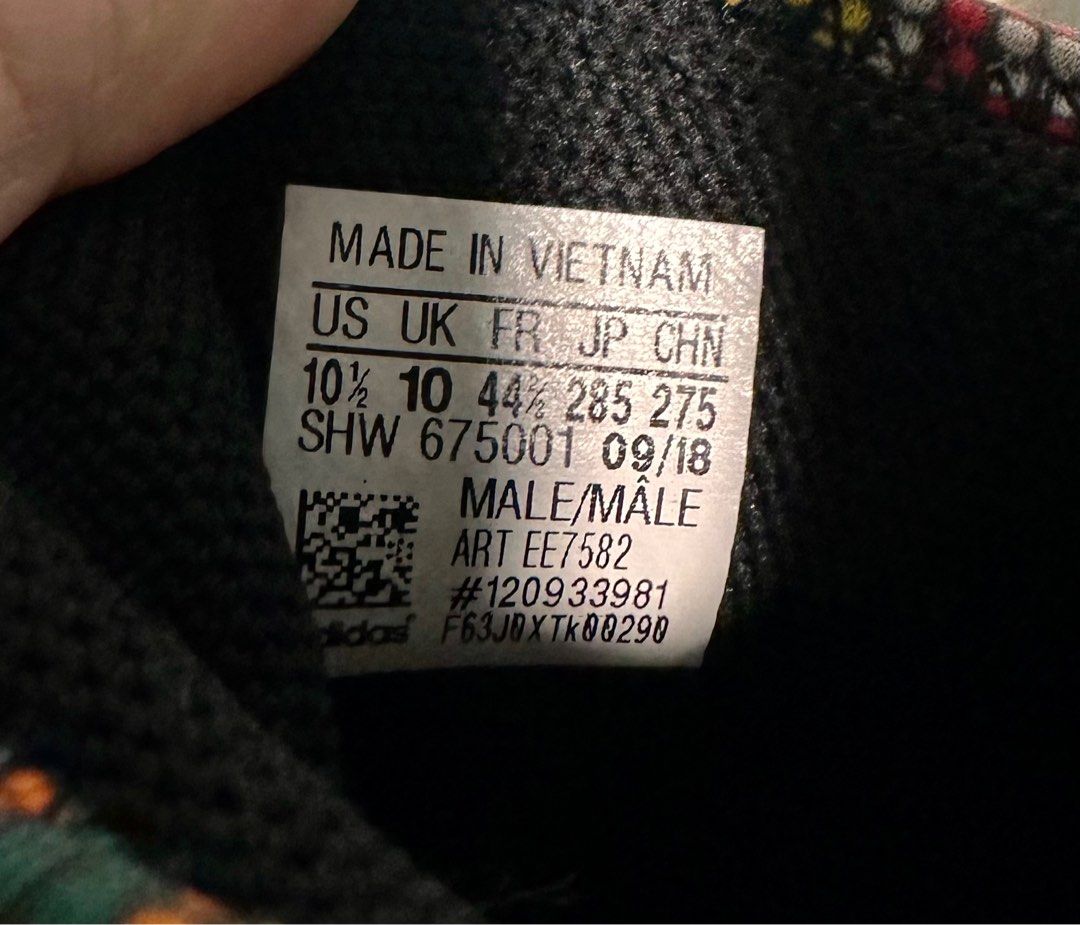 MADE IN VIETNAM
US UK FR JP CHN
10½ 10 44⅔ 285 275
SHW 675001 09/18
MALE/MÂLE
ART EE7582
#120933981
adidas F63J0XTk00290